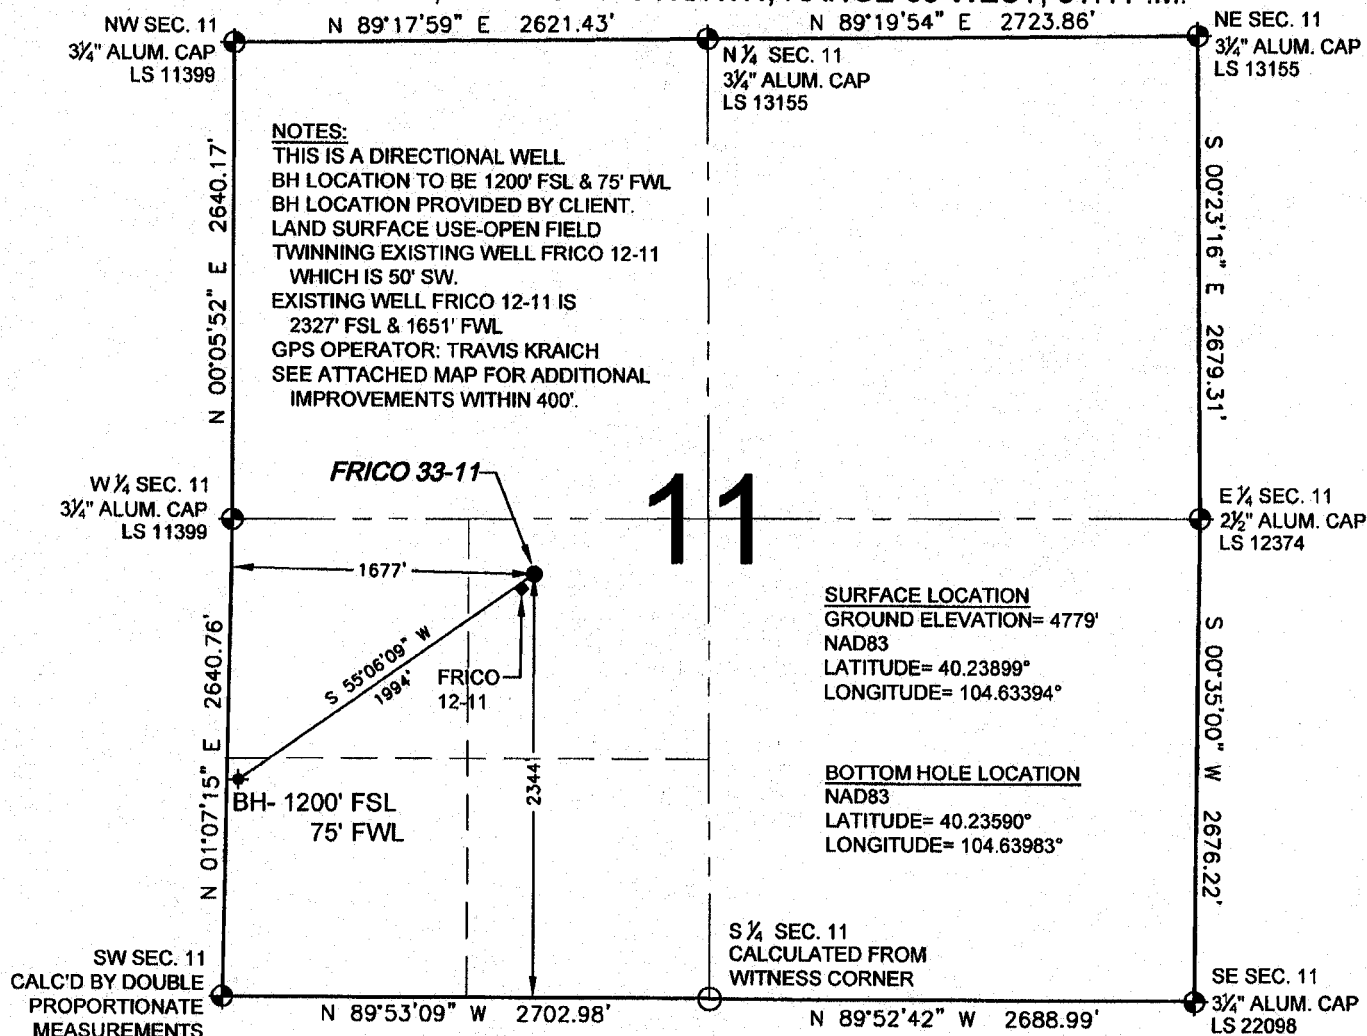 N 89°17'59" E 2621.43'
N 89°19'54" E 2723.86'
NW SEC. 11
3¼" ALUM. CAP
LS 11399
N ¼ SEC. 11
3¼" ALUM. CAP
LS 13155
NE SEC. 11
3¼" ALUM. CAP
LS 13155
NOTES:
THIS IS A DIRECTIONAL WELL
BH LOCATION TO BE 1200' FSL & 75' FWL
BH LOCATION PROVIDED BY CLIENT.
LAND SURFACE USE-OPEN FIELD
TWINNING EXISTING WELL FRICO 12-11
WHICH IS 50' SW.
EXISTING WELL FRICO 12-11 IS
2327' FSL & 1651' FWL
GPS OPERATOR: TRAVIS KRAICH
SEE ATTACHED MAP FOR ADDITIONAL
IMPROVEMENTS WITHIN 400'.
N 00°05'52" E 2640.17'
S 00°23'16" E 2679.31'
FRICO 33-11
11
W ¼ SEC. 11
3¼" ALUM. CAP
LS 11399
E ¼ SEC. 11
2½" ALUM. CAP
LS 12374
1677'
S 55°06'09" W
1994'
FRICO
12-11
2344'
N 01°07'15" E 2640.76'
S 00°35'00" W 2676.22'
SURFACE LOCATION
GROUND ELEVATION= 4779'
NAD83
LATITUDE= 40.23899°
LONGITUDE= 104.63394°
BH- 1200' FSL
75' FWL
BOTTOM HOLE LOCATION
NAD83
LATITUDE= 40.23590°
LONGITUDE= 104.63983°
SW SEC. 11
CALC'D BY DOUBLE
PROPORTIONATE
MEASUREMENTS
S ¼ SEC. 11
CALCULATED FROM
WITNESS CORNER
SE SEC. 11
3¼" ALUM. CAP
LS 22098
N 89°53'09" W 2702.98'
N 89°52'42" W 2688.99'